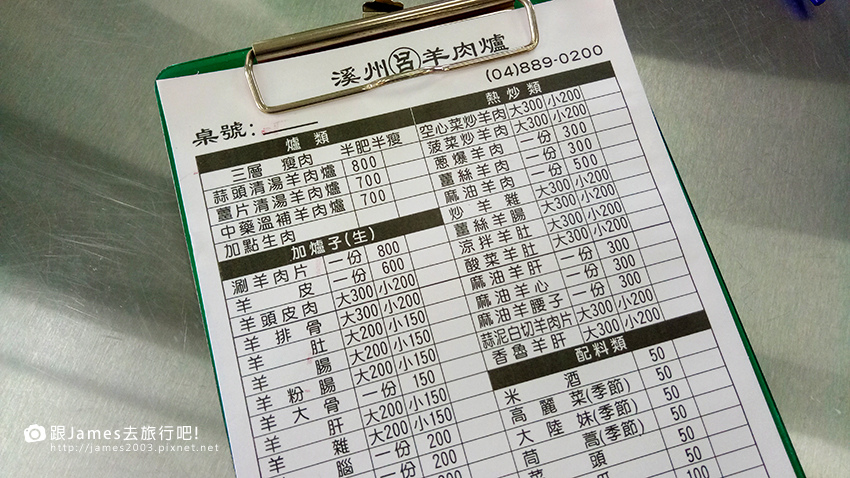 溪州呂羊肉爐
(04)889-0200
桌號:
爐類
三層 瘦肉 半肥半瘦
蒜頭清湯羊肉爐 800
薑片清湯羊肉爐 700
中藥溫補羊肉爐 700
加點生肉
加爐子(生)
涮羊肉片 一份 800
羊皮 一份 600
羊頭皮肉 大300 小200
羊排骨 大300 小200
羊肚 大200 小150
羊腸 大200 小150
羊粉腸 大200 小150
羊大骨 一份 150
羊肝 大200 小150
羊雜 大200 小150
羊腦 一份 200
一份 200
熱炒類
空心菜炒羊肉 大300 小200
菠菜炒羊肉 大300 小200
蔥爆羊肉 一份 300
薑絲羊肉 一份 300
麻油羊肉 一份 500
炒羊雜 大300 小200
薑絲羊腸 大300 小200
涼拌羊肚 大300 小200
酸菜羊肚 大300 小200
麻油羊肝 一份 300
麻油羊心 一份 300
麻油羊腰子 一份 300
蒜泥白切羊肉片 大300 小200
香魯羊肝 大300 小200
配料類
米酒 50
高麗菜(季節) 50
大陸妹(季節) 50
茼蒿(季節) 50
頭 50
100
跟James去旅行吧!
http://james2003.pixnet.net